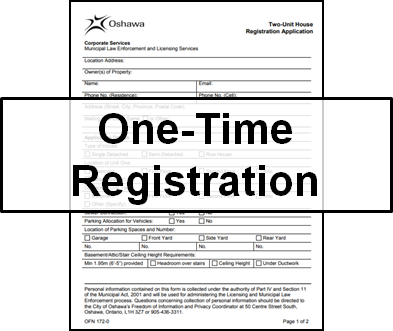 Oshawa
Two-Unit House
Registration Application
Corporate Services
Municipal Law Enforcement and Licensing Services
Location Address:
Owner(s) of Property:
Name:
Email:
Phone No. (Residence):
Phone No. (Cell):
Address (Street, City, Province, Postal Code):
One-Time
Registration
Type of House
Single Detached
Semi-Detached
Row House
Location of Unit One
Other (Specify):
Yes
No
Parking Allocation for Vehicles:
Yes
No
Location of Parking Spaces and Number:
Garage
Front Yard
Side Yard
Rear Yard
No.
No.
No.
No.
Basement/Attic/Stair Ceiling Height Requirements:
Min 1.95m (6'-5") provided
Headroom over stairs
Ceiling Height
Under Ductwork
Personal information contained on this form is collected under the authority of Part IV and Section 11
of the Municipal Act, 2001 and will be used for administering the Licensing and Municipal Law
Enforcement process. Questions concerning collection of personal information should be directed to
the City of Oshawa's Freedom of Information and Privacy Coordinator at 50 Centre Street South,
Oshawa, Ontario, L1H 3Z7 or 905-436-3311.
OFN 172-0
Page 1 of 2